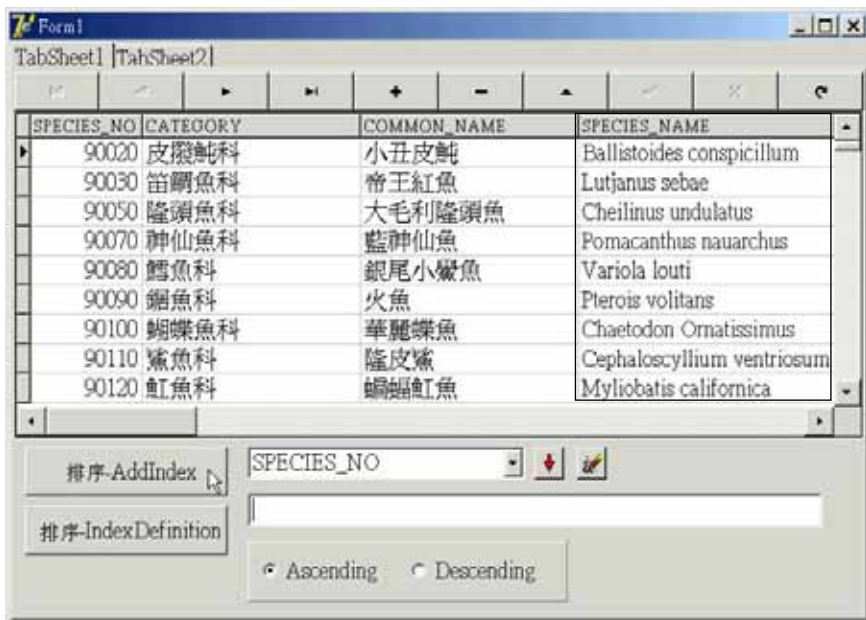 Form1
TabSheet1 TabSheet2
SPECIES_NO CATEGORY COMMON_NAME SPECIES_NAME
90020 皮撥魨科 小丑皮魨 Ballistoides conspicillum
90030 笛鯛魚科 帝王紅魚 Lutjanus sebae
90050 隆頭魚科 大毛利隆頭魚 Cheilinus undulatus
90070 神仙魚科 藍神仙魚 Pomacanthus nauarchus
90080 鱈魚科 銀尾小鱟魚 Variola louti
90090 鋼魚科 火魚 Pterois volitans
90100 蝴蝶魚科 華麗蝶魚 Chaetodon Ornatissimus
90110 鯊魚科 隆皮鯊 Cephaloscyllium ventriosum
90120 魟魚科 蝙蝠魟魚 Myliobatis californica
排序-AddIndex SPECIES_NO
排序-IndexDefinition
Ascending Descending